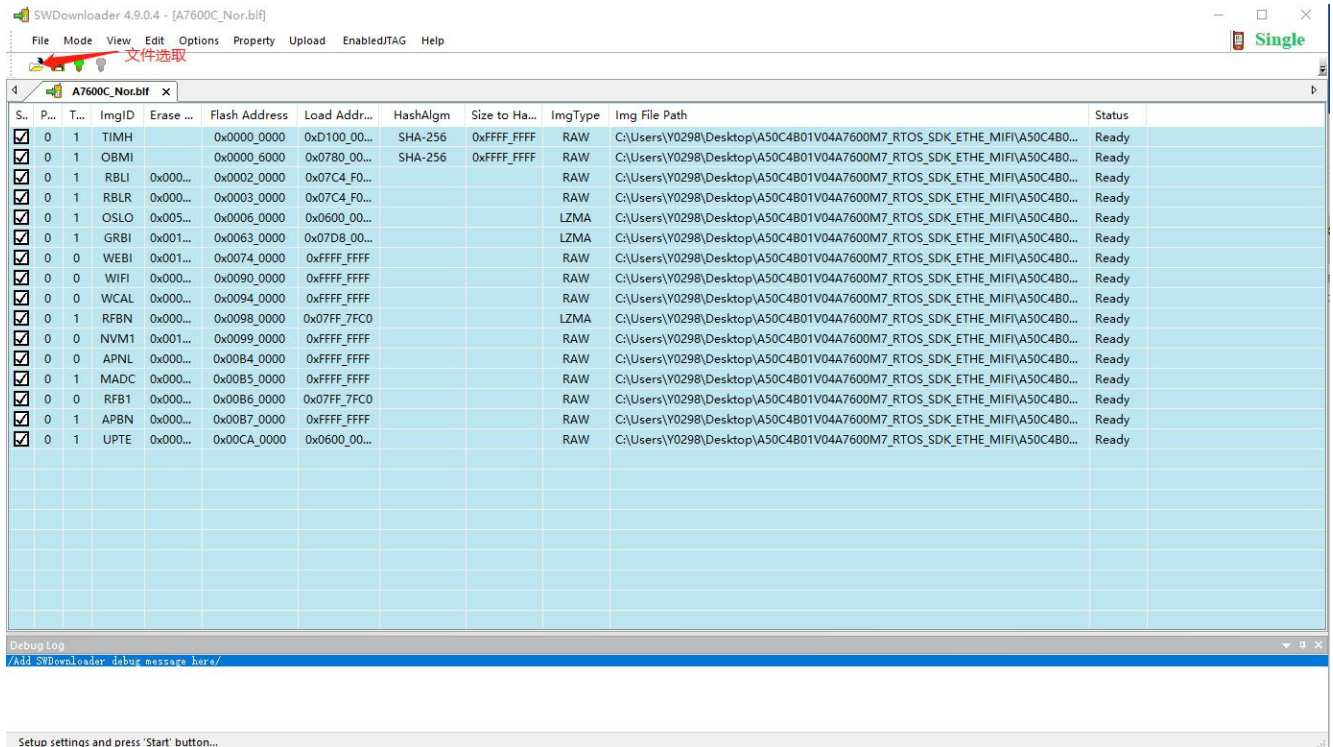 SWDownloader 4.9.0.4 - [A7600C_Nor.blf]
File Mode View Edit Options Property Upload EnabledJTAG Help
Single
文件选取
A7600C_Nor.blf
S.. P... T... ImgID Erase ... Flash Address Load Addr... HashAlgm Size to Ha... ImgType Img File Path Status
0 1 TIMH 0x0000_0000 0xD100_00... SHA-256 0xFFFF_FFFF RAW C:\Users\Y0298\Desktop\A50C4B01V04A7600M7_RTOS_SDK_ETHE_MIFI\A50C4B0... Ready
0 1 OBMI 0x0000_6000 0x0780_00... SHA-256 0xFFFF_FFFF RAW C:\Users\Y0298\Desktop\A50C4B01V04A7600M7_RTOS_SDK_ETHE_MIFI\A50C4B0... Ready
0 1 RBLI 0x000... 0x0002_0000 0x07C4_F0... RAW C:\Users\Y0298\Desktop\A50C4B01V04A7600M7_RTOS_SDK_ETHE_MIFI\A50C4B0... Ready
0 1 RBLR 0x000... 0x0003_0000 0x07C4_F0... RAW C:\Users\Y0298\Desktop\A50C4B01V04A7600M7_RTOS_SDK_ETHE_MIFI\A50C4B0... Ready
0 1 OSLO 0x005... 0x0006_0000 0x0600_00... LZMA C:\Users\Y0298\Desktop\A50C4B01V04A7600M7_RTOS_SDK_ETHE_MIFI\A50C4B0... Ready
0 1 GRBI 0x001... 0x0063_0000 0x07D8_00... LZMA C:\Users\Y0298\Desktop\A50C4B01V04A7600M7_RTOS_SDK_ETHE_MIFI\A50C4B0... Ready
0 0 WEBI 0x001... 0x0074_0000 0xFFFF_FFFF RAW C:\Users\Y0298\Desktop\A50C4B01V04A7600M7_RTOS_SDK_ETHE_MIFI\A50C4B0... Ready
0 0 WIFI 0x000... 0x0090_0000 0xFFFF_FFFF RAW C:\Users\Y0298\Desktop\A50C4B01V04A7600M7_RTOS_SDK_ETHE_MIFI\A50C4B0... Ready
0 0 WCAL 0x000... 0x0094_0000 0xFFFF_FFFF RAW C:\Users\Y0298\Desktop\A50C4B01V04A7600M7_RTOS_SDK_ETHE_MIFI\A50C4B0... Ready
0 1 RFBN 0x000... 0x0098_0000 0x07FF_7FC0 LZMA C:\Users\Y0298\Desktop\A50C4B01V04A7600M7_RTOS_SDK_ETHE_MIFI\A50C4B0... Ready
0 0 NVM1 0x001... 0x0099_0000 0xFFFF_FFFF RAW C:\Users\Y0298\Desktop\A50C4B01V04A7600M7_RTOS_SDK_ETHE_MIFI\A50C4B0... Ready
0 0 APNL 0x000... 0x00B4_0000 0xFFFF_FFFF RAW C:\Users\Y0298\Desktop\A50C4B01V04A7600M7_RTOS_SDK_ETHE_MIFI\A50C4B0... Ready
0 1 MADC 0x000... 0x00B5_0000 0xFFFF_FFFF RAW C:\Users\Y0298\Desktop\A50C4B01V04A7600M7_RTOS_SDK_ETHE_MIFI\A50C4B0... Ready
0 0 RFB1 0x000... 0x00B6_0000 0x07FF_7FC0 RAW C:\Users\Y0298\Desktop\A50C4B01V04A7600M7_RTOS_SDK_ETHE_MIFI\A50C4B0... Ready
0 1 APBN 0x000... 0x00B7_0000 0xFFFF_FFFF RAW C:\Users\Y0298\Desktop\A50C4B01V04A7600M7_RTOS_SDK_ETHE_MIFI\A50C4B0... Ready
0 1 UPTE 0x000... 0x00CA_0000 0x0600_00... RAW C:\Users\Y0298\Desktop\A50C4B01V04A7600M7_RTOS_SDK_ETHE_MIFI\A50C4B0... Ready
Debug Log
/Add SWDownloader debug message here/
Setup settings and press 'Start' button...